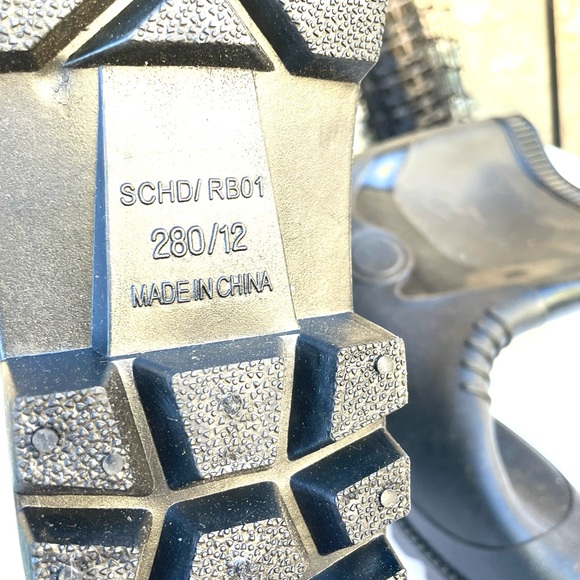 SCHD/ RB01
280/12
MADE IN CHINA